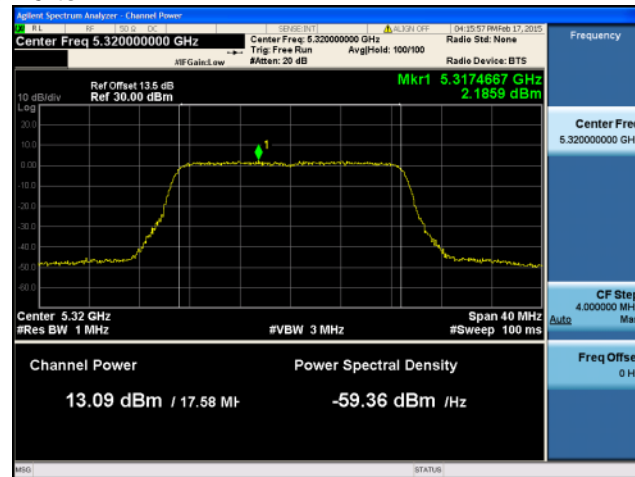 Agilent Spectrum Analyzer - Channel Power
RL RF 50 Ω DC SENSE:INT ALIGN OFF 04:15:57 PM Feb 17, 2015
Center Freq 5.320000000 GHz
Center Freq: 5.320000000 GHz Radio Std: None
Trig: Free Run Avg|Hold: 100/100
#IFGain:Low #Atten: 20 dB Radio Device: BTS
Frequency
Ref Offset 13.5 dB Mkr1 5.3174667 GHz
10 dB/div Ref 30.00 dBm 2.1859 dBm
Log
20.0
10.0
0.00
-10.0
-20.0
-30.0
-40.0
-50.0
-60.0
1
Center Fre
5.320000000 GH
Center 5.32 GHz Span 40 MHz
#Res BW 1 MHz #VBW 3 MHz #Sweep 100 ms
CF Ste
4.000000 MH
Auto Ma
Channel Power Power Spectral Density
13.09 dBm / 17.58 MH -59.36 dBm /Hz
Freq Offse
0 H
MSG STATUS